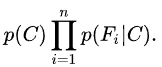 p(C) ∏_{i=1}^{n} p(F_i|C).